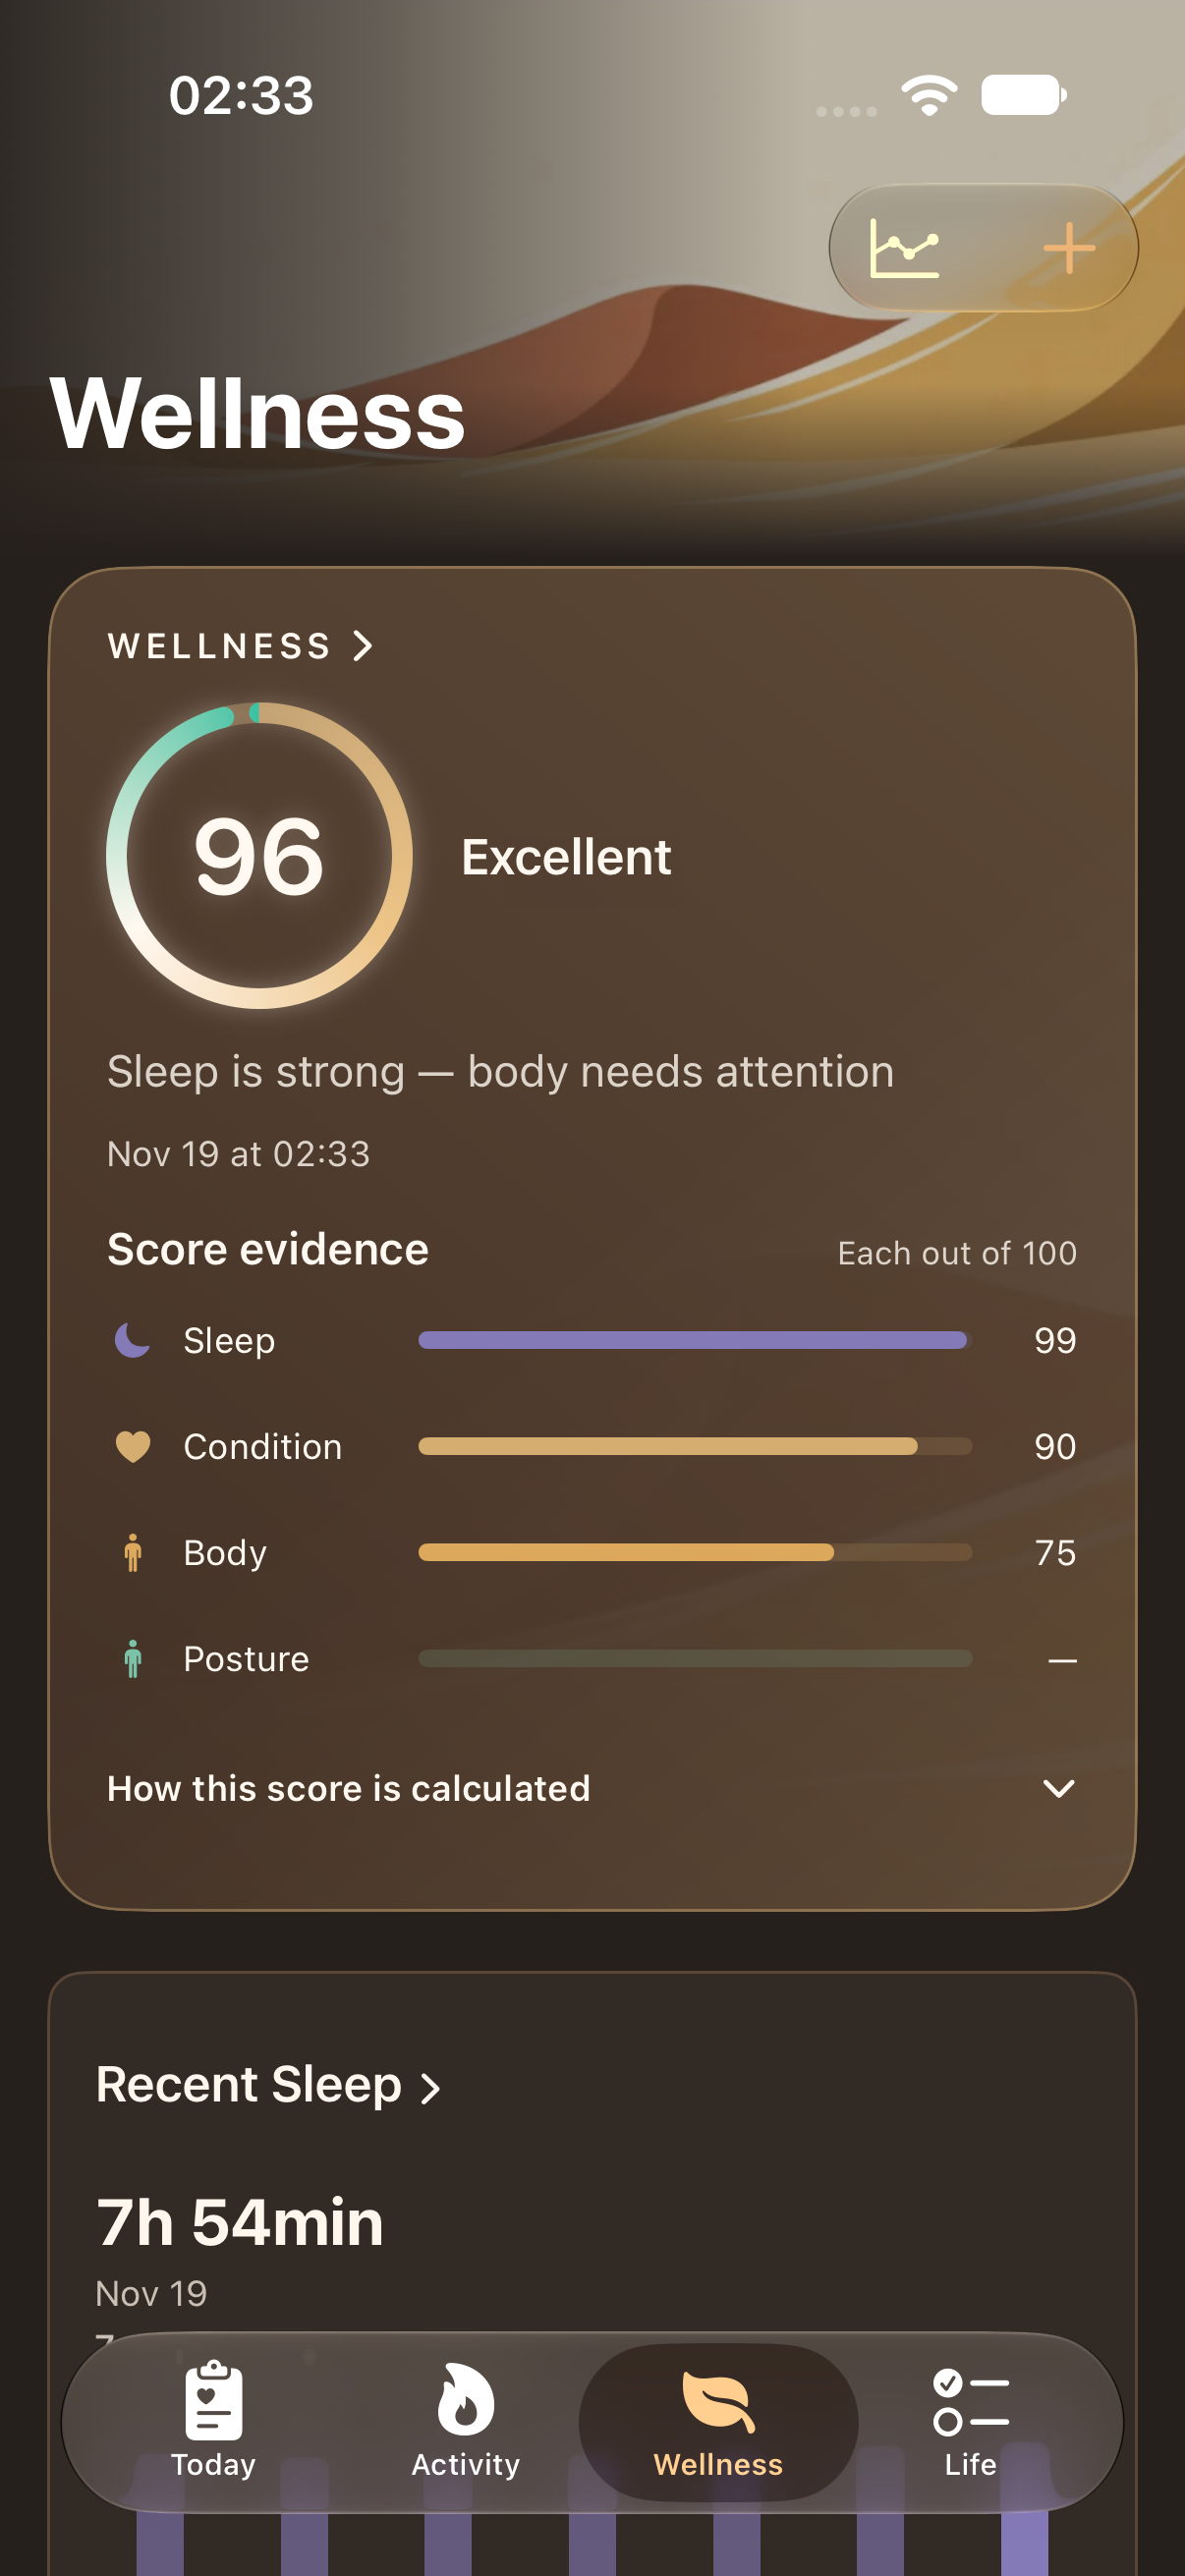 02:33
Wellness
WELLNESS
96
Excellent
Sleep is strong — body needs attention
Nov 19 at 02:33
Score evidence
Each out of 100
Sleep
99
Condition
90
Body
75
Posture
—
How this score is calculated
Recent Sleep
7h 54min
Nov 19
Today
Activity
Wellness
Life